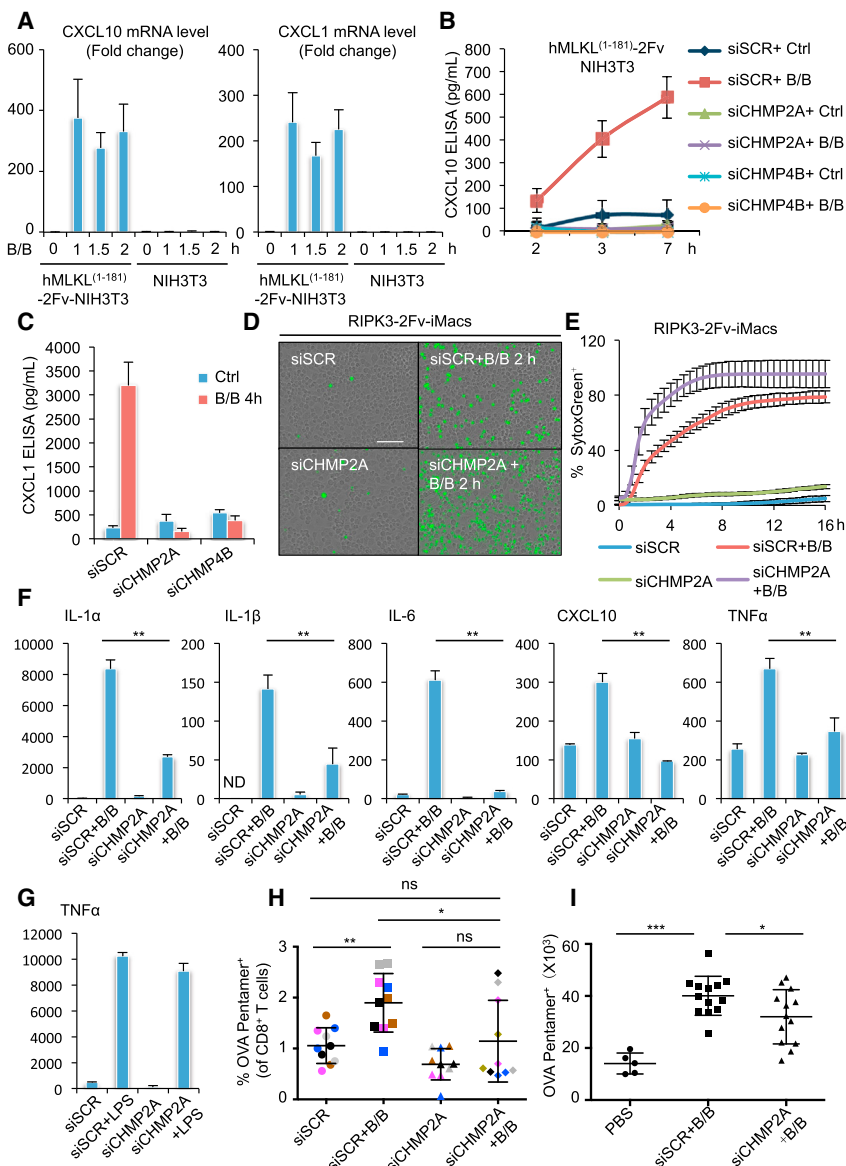 A
CXCL10 mRNA level
(Fold change)
600
400
200
0
B/B
0 1 1.5 2
0 1 1.5 2
hMLKL(1-181)
-2Fv-NIH3T3
NIH3T3
CXCL1 mRNA level
(Fold change)
400
300
200
100
0
0 1 1.5 2
0 1 1.5 2 h
hMLKL(1-181)
-2Fv-NIH3T3
NIH3T3
B
CXCL10 ELISA (pg/mL)
hMLKL(1-181)-2Fv
NIH3T3
800
700
600
500
400
300
200
100
0
2 3 7 h
siSCR+ Ctrl
siSCR+ B/B
siCHMP2A+ Ctrl
siCHMP2A+ B/B
siCHMP4B+ Ctrl
siCHMP4B+ B/B
C
CXCL1 ELISA (pg/mL)
4000
3500
3000
2500
2000
1500
1000
500
0
Ctrl
B/B 4h
siSCR
siCHMP2A
siCHMP4B
D
RIPK3-2Fv-iMacs
siSCR
siSCR+B/B 2 h
siCHMP2A
siCHMP2A +
B/B 2 h
E
RIPK3-2Fv-iMacs
% SytoxGreen+
120
80
40
0
0 4 8 12 16 h
siSCR
siSCR+B/B
siCHMP2A
siCHMP2A
+B/B
F
IL-1α
10000
8000
6000
4000
2000
0
**
siSCR
siSCR+B/B
siCHMP2A
siCHMP2A
+B/B
IL-1β
200
150
100
50
0
ND
**
siSCR
siSCR+B/B
siCHMP2A
siCHMP2A
+B/B
IL-6
800
600
400
200
0
**
siSCR
siSCR+B/B
siCHMP2A
siCHMP2A
+B/B
CXCL10
400
300
200
100
0
**
siSCR
siSCR+B/B
siCHMP2A
siCHMP2A
+B/B
TNFα
800
600
400
200
0
**
siSCR
siSCR+B/B
siCHMP2A
siCHMP2A
+B/B
G
TNFα
12000
10000
8000
6000
4000
2000
0
siSCR
siSCR+LPS
siCHMP2A
siCHMP2A
+LPS
H
% OVA Pentamer+
(of CD8+ T cells)
ns
*
**
ns
3
2
1
0
siSCR
siSCR+B/B
siCHMP2A
siCHMP2A
+B/B
I
OVA Pentamer+ (X10³)
***
*
60
40
20
0
PBS
siSCR+B/B
siCHMP2A
+B/B